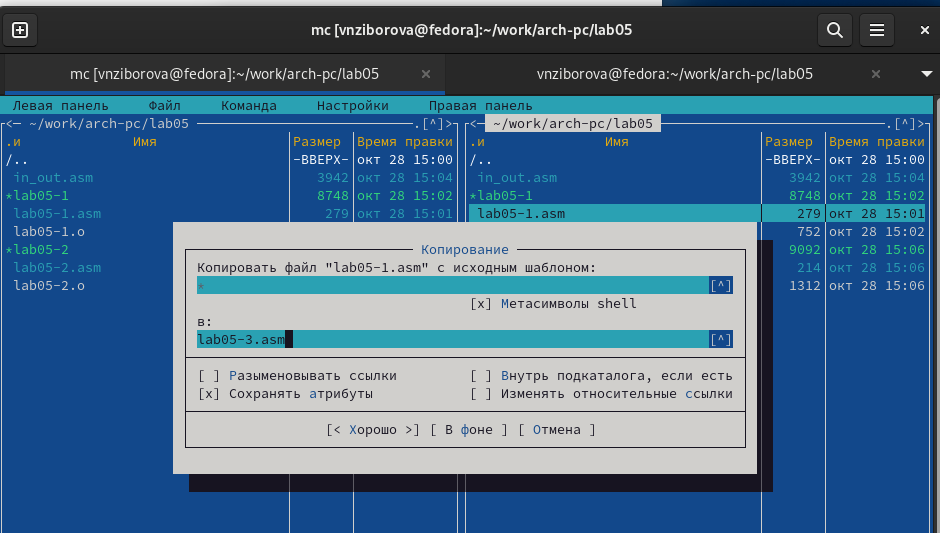 mc [vnziborova@fedora]:~/work/arch-pc/lab05
mc [vnziborova@fedora]:~/work/arch-pc/lab05 × vnziborova@fedora:~/work/arch-pc/lab05 ×
Левая панель Файл Команда Настройки Правая панель
<— ~/work/arch-pc/lab05 .[^]> <— ~/work/arch-pc/lab05 .[^]>
.и Имя Размер Время правки .и Имя Размер Время правки
/.. -ВВЕРХ- окт 28 15:00 /.. -ВВЕРХ- окт 28 15:00
in_out.asm 3942 окт 28 15:04 in_out.asm 3942 окт 28 15:04
*lab05-1 8748 окт 28 15:02 *lab05-1 8748 окт 28 15:02
lab05-1.asm 279 окт 28 15:01 lab05-1.asm 279 окт 28 15:01
lab05-1.o 752 окт 28 15:02
*lab05-2 9092 окт 28 15:06
lab05-2.asm 214 окт 28 15:06
lab05-2.o 1312 окт 28 15:06
Копирование
Копировать файл "lab05-1.asm" с исходным шаблоном:
* [^]
[x] Метасимволы shell
в:
lab05-3.asm [^]
[ ] Разыменовывать ссылки [ ] Внутрь подкаталога, если есть
[x] Сохранять атрибуты [ ] Изменять относительные ссылки
[< Хорошо >] [ В фоне ] [ Отмена ]